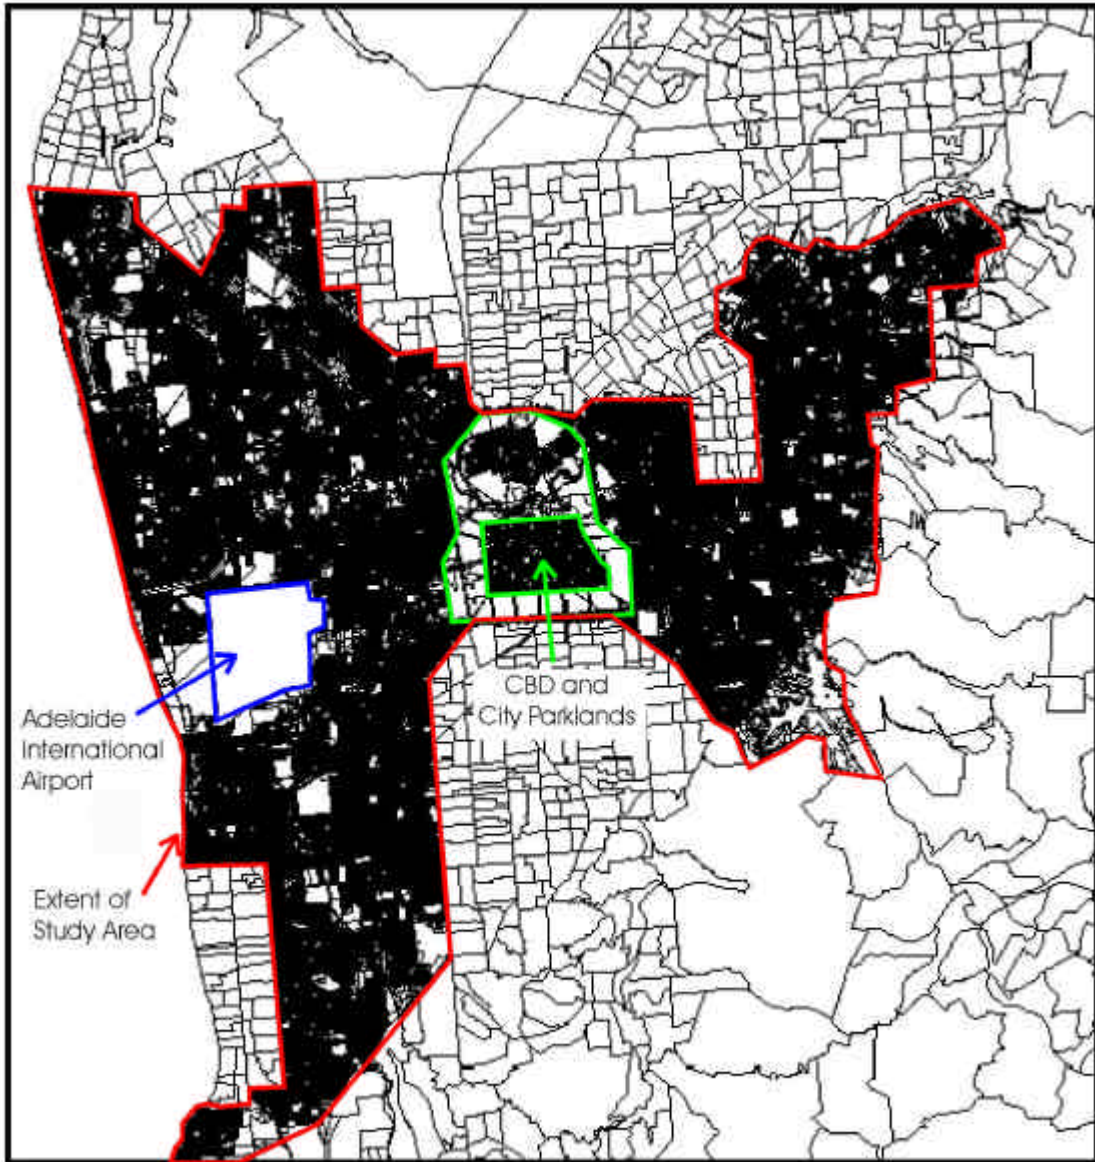 CBD and
City Parklands
Adelaide
International
Airport
Extent of
Study Area